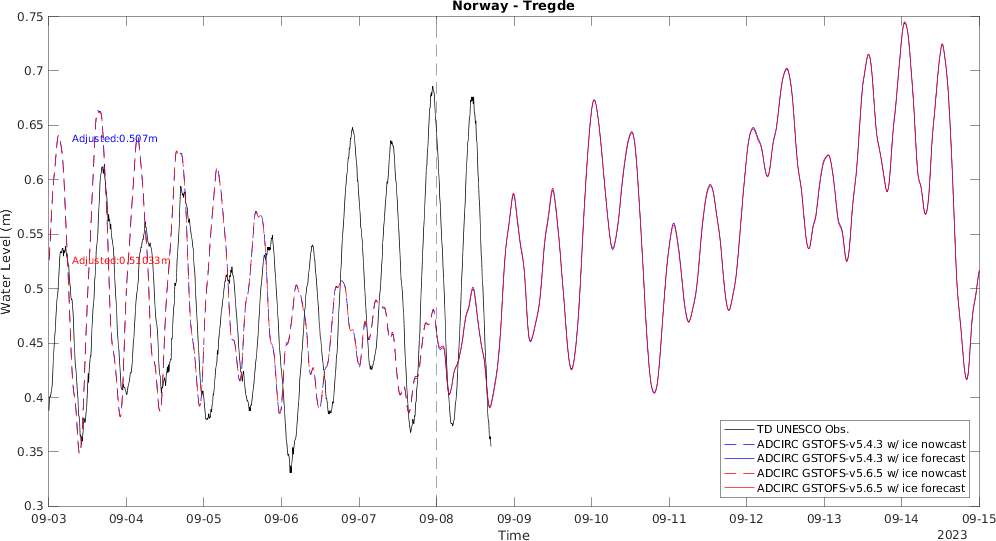 Norway - Tregde
0.75
0.7
0.65
0.6
0.55
0.5
0.45
0.4
0.35
0.3
Water Level (m)
Adjusted:0.507m
Adjusted:0.51033m
TD UNESCO Obs.
ADCIRC GSTOFS-v5.4.3 w/ ice nowcast
ADCIRC GSTOFS-v5.4.3 w/ ice forecast
ADCIRC GSTOFS-v5.6.5 w/ ice nowcast
ADCIRC GSTOFS-v5.6.5 w/ ice forecast
09-03 09-04 09-05 09-06 09-07 09-08 09-09 09-10 09-11 09-12 09-13 09-14 09-15
Time
2023